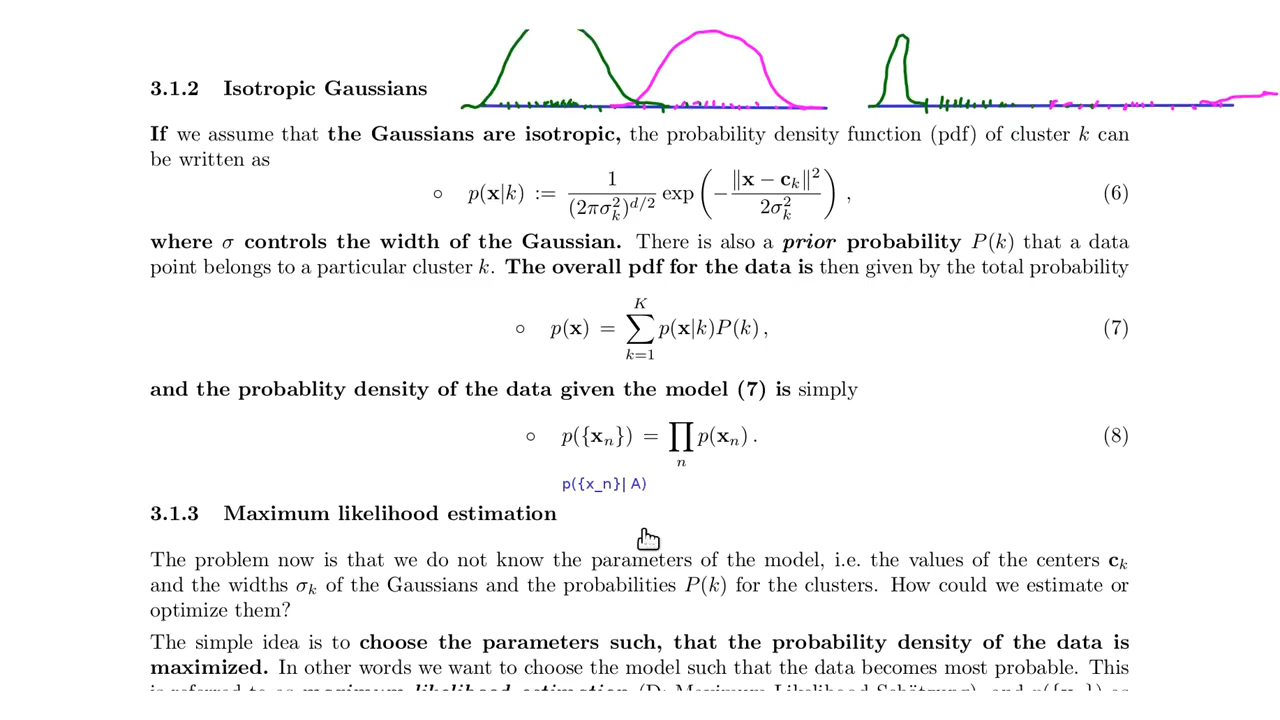 3.1.2 Isotropic Gaussians
If we assume that the Gaussians are isotropic, the probability density function (pdf) of cluster k can
be written as
◦ p(x|k) := 1/(2πσ_k^2)^{d/2} exp(−‖x − c_k‖^2/2σ_k^2) , (6)
where σ controls the width of the Gaussian. There is also a prior probability P(k) that a data
point belongs to a particular cluster k. The overall pdf for the data is then given by the total probability
◦ p(x) = ∑_{k=1}^{K} p(x|k)P(k) , (7)
and the probablity density of the data given the model (7) is simply
◦ p({x_n}) = ∏_n p(x_n) . (8)
p({x_n}| A)
3.1.3 Maximum likelihood estimation
The problem now is that we do not know the parameters of the model, i.e. the values of the centers c_k
and the widths σ_k of the Gaussians and the probabilities P(k) for the clusters. How could we estimate or
optimize them?
The simple idea is to choose the parameters such, that the probability density of the data is
maximized. In other words we want to choose the model such that the data becomes most probable. This